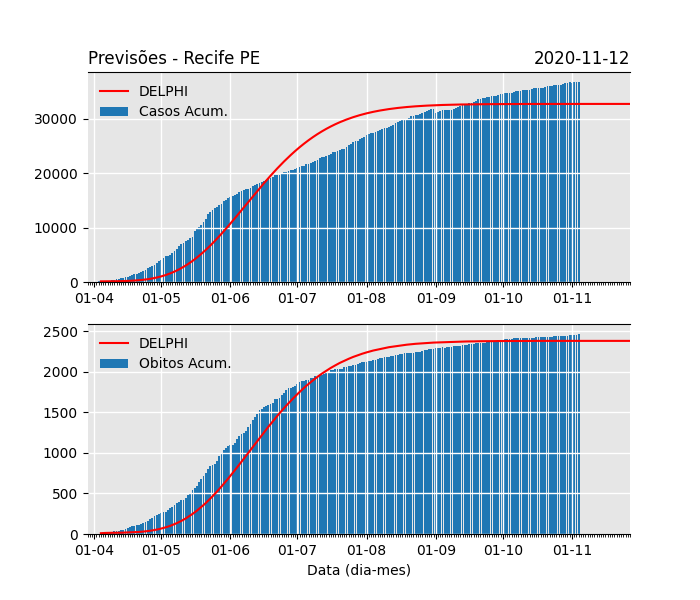 Previsões - Recife PE 2020-11-12
DELPHI
Casos Acum.
30000
20000
10000
0
01-04 01-05 01-06 01-07 01-08 01-09 01-10 01-11
DELPHI
Obitos Acum.
2500
2000
1500
1000
500
0
01-04 01-05 01-06 01-07 01-08 01-09 01-10 01-11
Data (dia-mes)